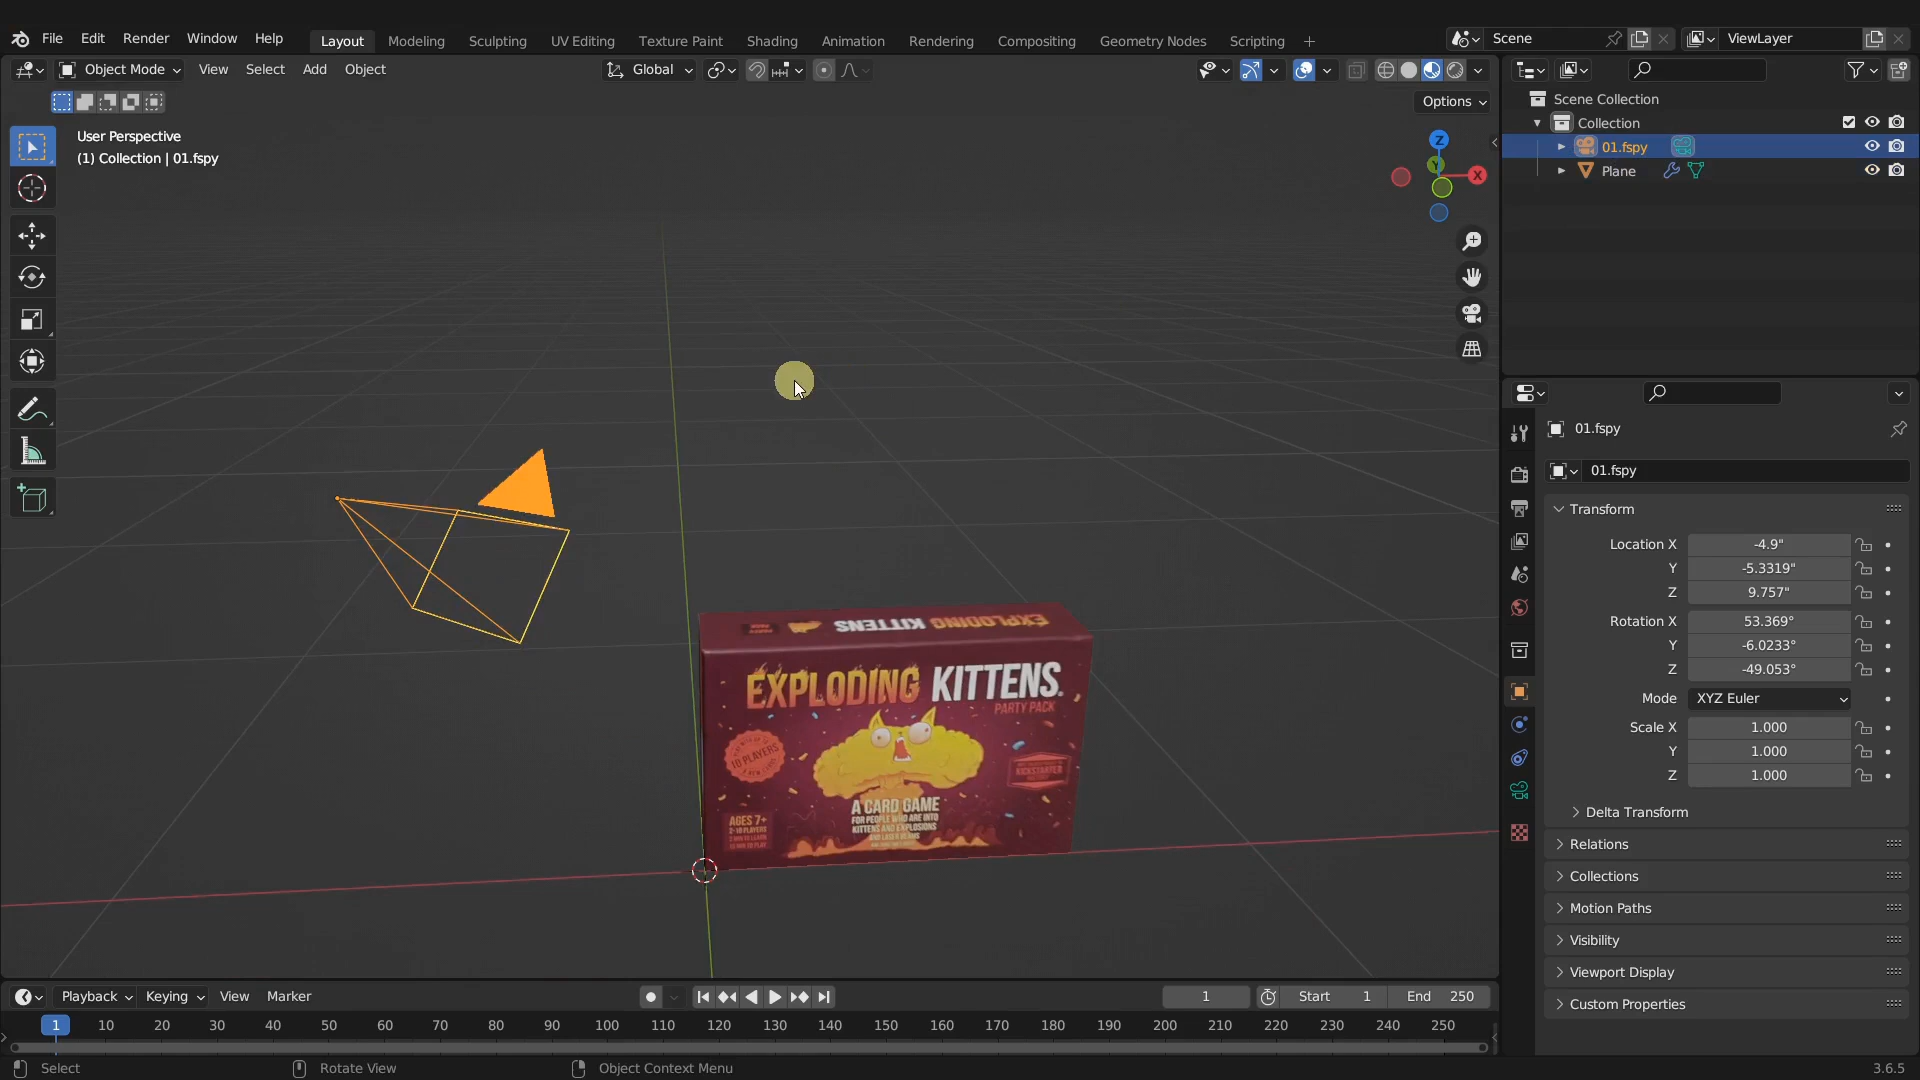 File Edit Render Window Help Layout Modeling Sculpting UV Editing Texture Paint Shading Animation Rendering Compositing Geometry Nodes Scripting + Scene ViewLayer
Object Mode View Select Add Object Global
Options
User Perspective
(1) Collection | 01.fspy
Z
Y
X
Scene Collection
Collection
01.fspy
Plane
01.fspy
01.fspy
Transform
Location X -4.9"
Y -5.3319"
Z 9.757"
Rotation X 53.369°
Y -6.0233°
Z -49.053°
Mode XYZ Euler
Scale X 1.000
Y 1.000
Z 1.000
Delta Transform
Relations
Collections
Motion Paths
Visibility
Viewport Display
Custom Properties
EXPLODING KITTENS
EXPLODING KITTENS.
PARTY PACK
10 PLAYERS
KICKSTARTER
A CARD GAME
FOR PEOPLE WHO ARE INTO
KITTENS AND EXPLOSIONS
AGES 7+
2-10 PLAYERS
Playback Keying View Marker 1 Start 1 End 250
1 10 20 30 40 50 60 70 80 90 100 110 120 130 140 150 160 170 180 190 200 210 220 230 240 250
Select Rotate View Object Context Menu 3.6.5